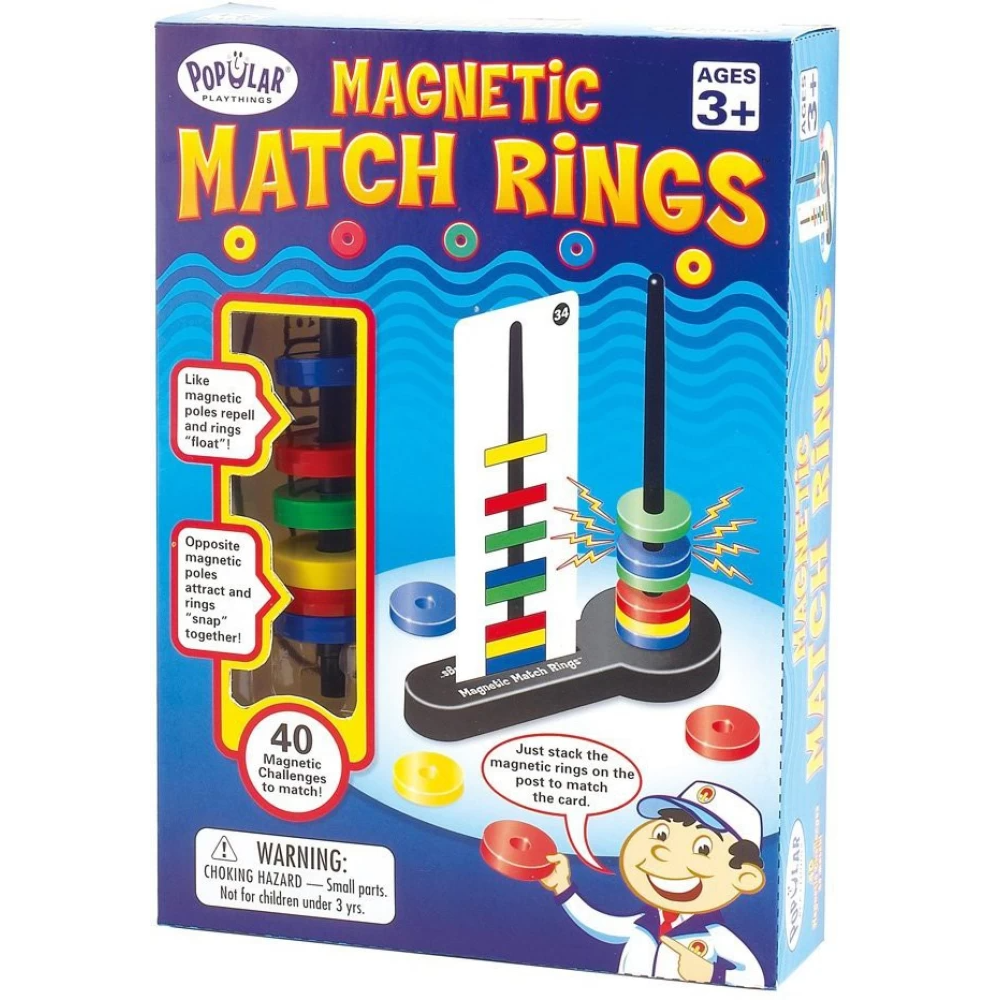 POPULAR®
PLAYTHINGS
MAGNETiC
MATCH RiNGS
AGES
3+
AGES
3+
34
Like
magnetic
poles repell
and rings
"float"!
Opposite
magnetic
poles
attract and
rings
"snap"
together!
Magnetic Match Rings™
40
Magnetic
Challenges
to match!
Just stack the
magnetic rings on the
post to match
the card.
WARNING:
CHOKING HAZARD — Small parts.
Not for children under 3 yrs.
MAGNETiC
MATCH RiNGS
POPULAR